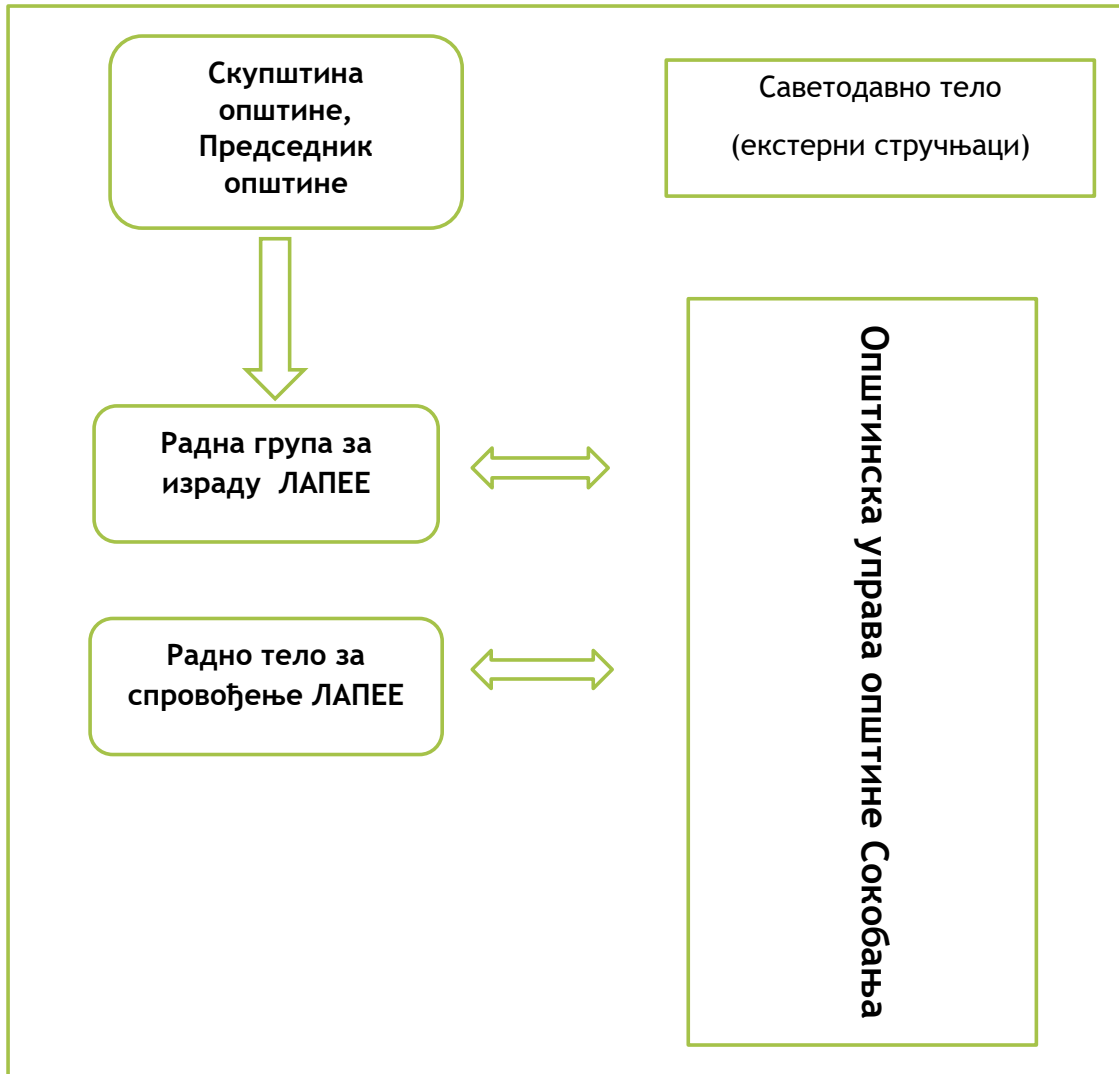 Скупштина
општине,
Председник
општине
Саветодавно тело
(екстерни стручњаци)
Радна група за
израду ЛАПЕЕ
Радно тело за
спровођење ЛАПЕЕ
Општинска управа општине Сокобања